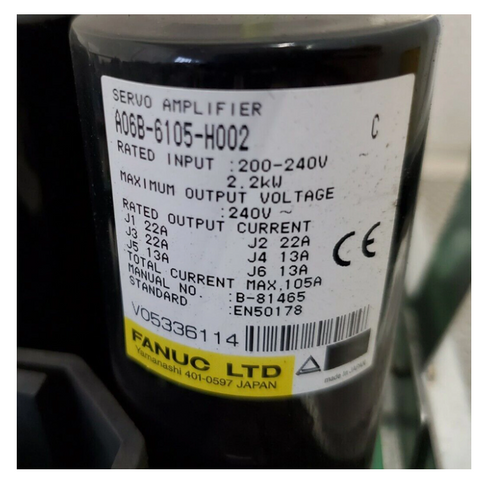 SERVO AMPLIFIER
A06B-6105-H002 C
RATED INPUT :200-240V ~
2.2kW
MAXIMUM OUTPUT VOLTAGE
:240V ~
RATED OUTPUT CURRENT
J1 22A J2 22A
J3 22A J4 13A
J5 13A J6 13A
TOTAL CURRENT MAX.105A
MANUAL NO. :B-81465
STANDARD :EN50178
CE
V05336114
FANUC LTD
Yamanashi 401-0597 JAPAN
made in JAPAN